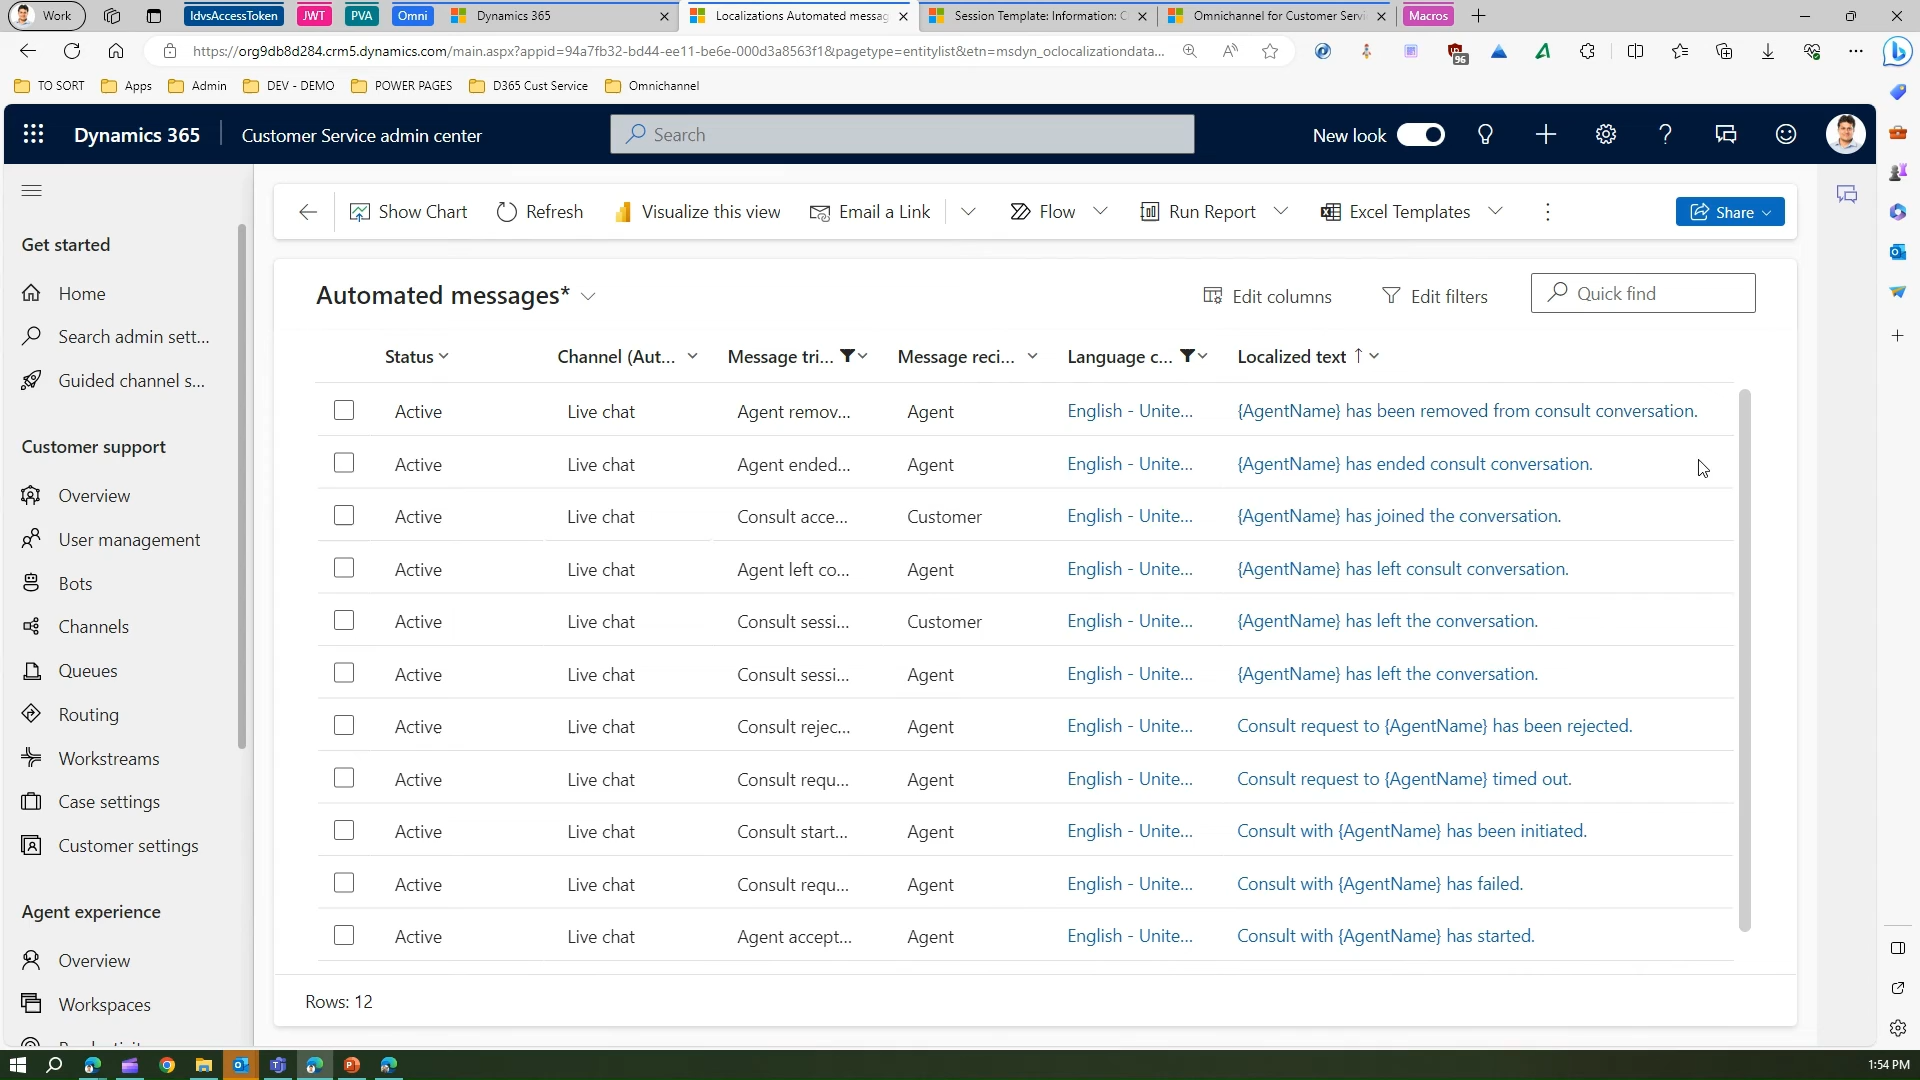 Work
IdvsAccessToken
JWT
PVA
Omni
Dynamics 365
Localizations Automated messag
Session Template: Information: C
Omnichannel for Customer Servi
Macros
https://org9db8d284.crm5.dynamics.com/main.aspx?appid=94a7fb32-bd44-ee11-be6e-000d3a8563f1&pagetype=entitylist&etn=msdyn_oclocalizationdata...
96
TO SORT
Apps
Admin
DEV - DEMO
POWER PAGES
D365 Cust Service
Omnichannel
Dynamics 365
Customer Service admin center
Search
New look
Show Chart
Refresh
Visualize this view
Email a Link
Flow
Run Report
Excel Templates
Share
Get started
Home
Search admin sett...
Guided channel s...
Customer support
Overview
User management
Bots
Channels
Queues
Routing
Workstreams
Case settings
Customer settings
Agent experience
Overview
Workspaces
Automated messages*
Edit columns
Edit filters
Quick find
Status Channel (Aut... Message tri... Message reci... Language c... Localized text ↑
Active Live chat Agent remov... Agent English - Unite... {AgentName} has been removed from consult conversation.
Active Live chat Agent ended... Agent English - Unite... {AgentName} has ended consult conversation.
Active Live chat Consult acce... Customer English - Unite... {AgentName} has joined the conversation.
Active Live chat Agent left co... Agent English - Unite... {AgentName} has left consult conversation.
Active Live chat Consult sessi... Customer English - Unite... {AgentName} has left the conversation.
Active Live chat Consult sessi... Agent English - Unite... {AgentName} has left the conversation.
Active Live chat Consult rejec... Agent English - Unite... Consult request to {AgentName} has been rejected.
Active Live chat Consult requ... Agent English - Unite... Consult request to {AgentName} timed out.
Active Live chat Consult start... Agent English - Unite... Consult with {AgentName} has been initiated.
Active Live chat Consult requ... Agent English - Unite... Consult with {AgentName} has failed.
Active Live chat Agent accept... Agent English - Unite... Consult with {AgentName} has started.
Rows: 12
1:54 PM